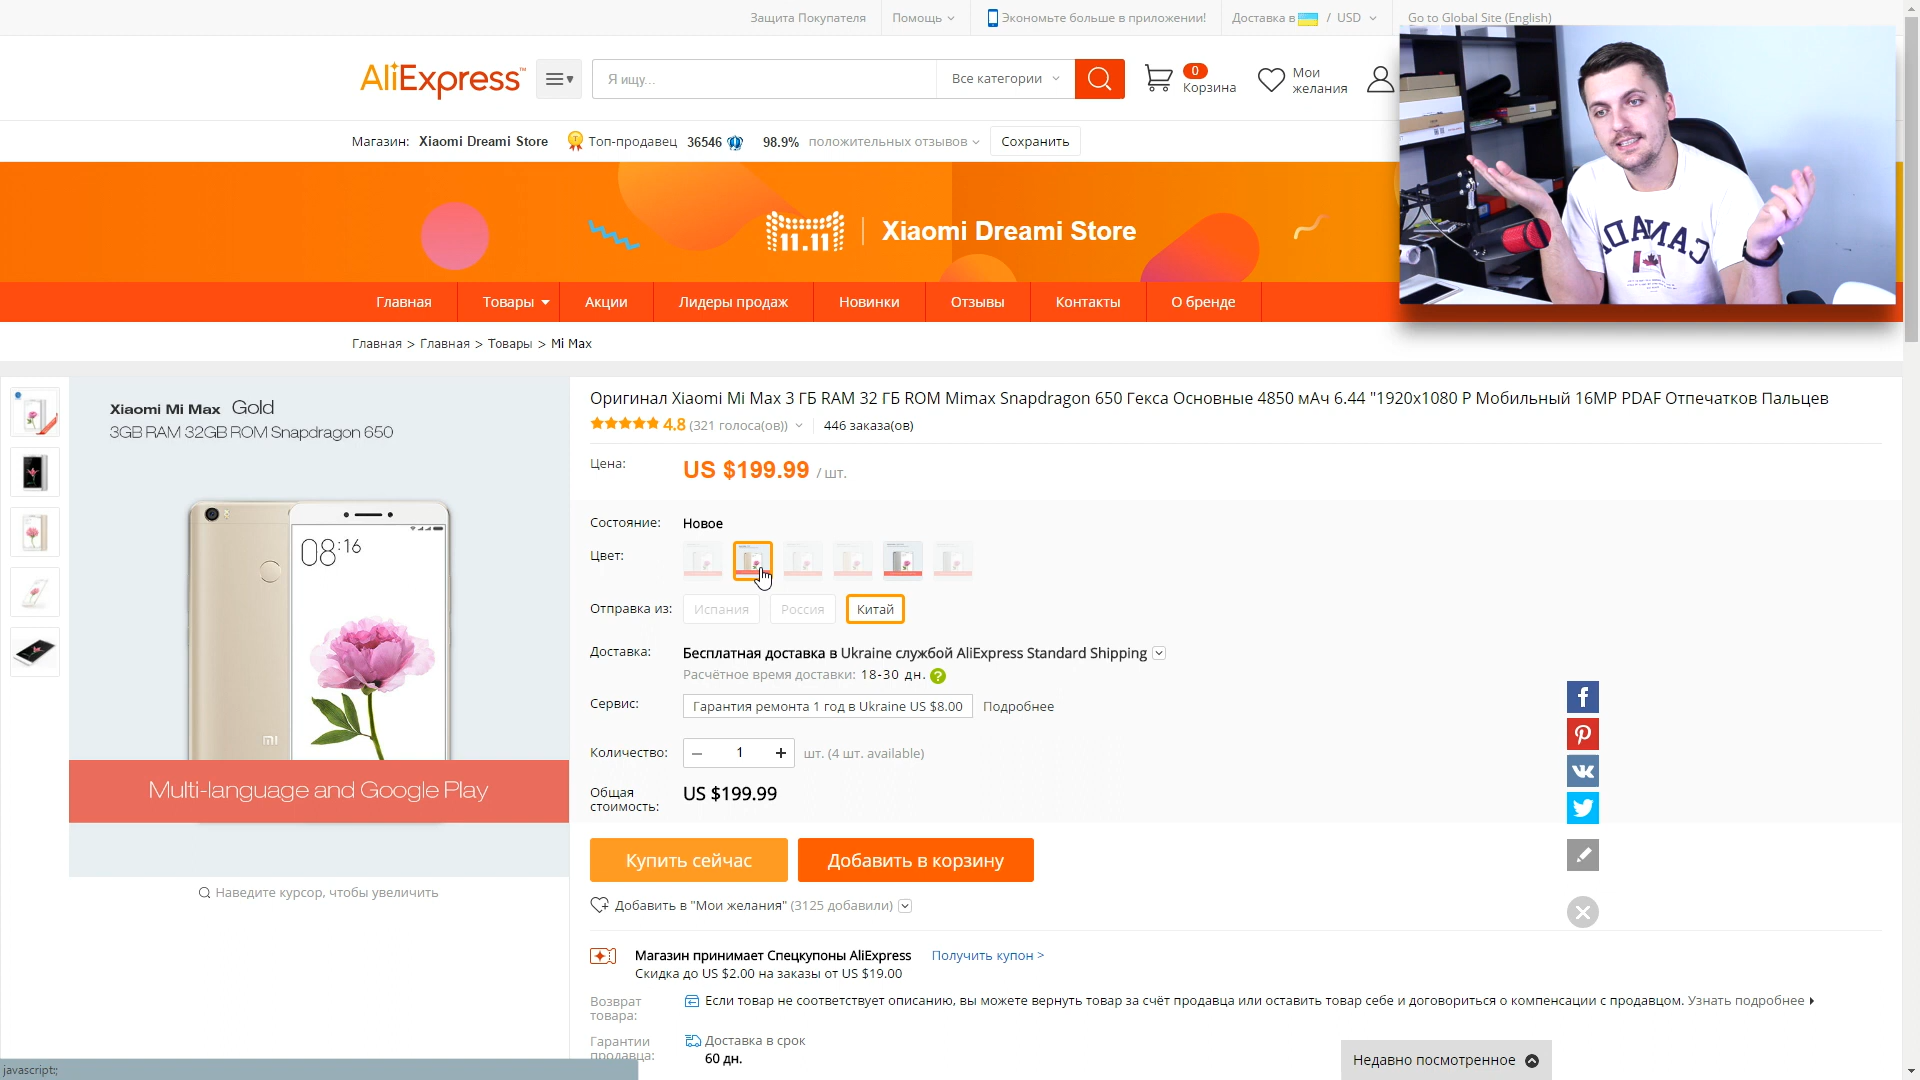 Защита Покупателя
Помощь
Экономьте больше в приложении!
Доставка в / USD
Go to Global Site (English)
AliExpress™
Я ищу...
Все категории
0
Корзина
Мои
желания
Магазин: Xiaomi Dreami Store
Топ-продавец 36546
98.9% положительных отзывов
Сохранить
11.11
Xiaomi Dreami Store
CANADA
Главная
Товары
Акции
Лидеры продаж
Новинки
Отзывы
Контакты
О бренде
Главная > Главная > Товары > Mi Max
Xiaomi Mi Max Gold
3GB RAM 32GB ROM Snapdragon 650
08:16
MI
Multi-language and Google Play
Наведите курсор, чтобы увеличить
Оригинал Xiaomi Mi Max 3 ГБ RAM 32 ГБ ROM Mimax Snapdragon 650 Гекса Основные 4850 мАч 6.44 "1920x1080 P Мобильный 16MP PDAF Отпечатков Пальцев
4.8 (321 голоса(ов))
446 заказа(ов)
Цена: US $199.99 / шт.
Состояние: Новое
Цвет:
Отправка из: Испания Россия Китай
Доставка: Бесплатная доставка в Ukraine службой AliExpress Standard Shipping
Расчётное время доставки: 18-30 дн. ?
Сервис: Гарантия ремонта 1 год в Ukraine US $8.00 Подробнее
Количество: − 1 + шт. (4 шт. available)
Общая
стоимость: US $199.99
Купить сейчас
Добавить в корзину
Добавить в "Мои желания" (3125 добавили)
Магазин принимает Спецкупоны AliExpress Получить купон >
Скидка до US $2.00 на заказы от US $19.00
Возврат
товара: Если товар не соответствует описанию, вы можете вернуть товар за счёт продавца или оставить товар себе и договориться о компенсации с продавцом. Узнать подробнее
Гарантии
продавца: Доставка в срок
60 дн.
Недавно посмотренное
javascript:;